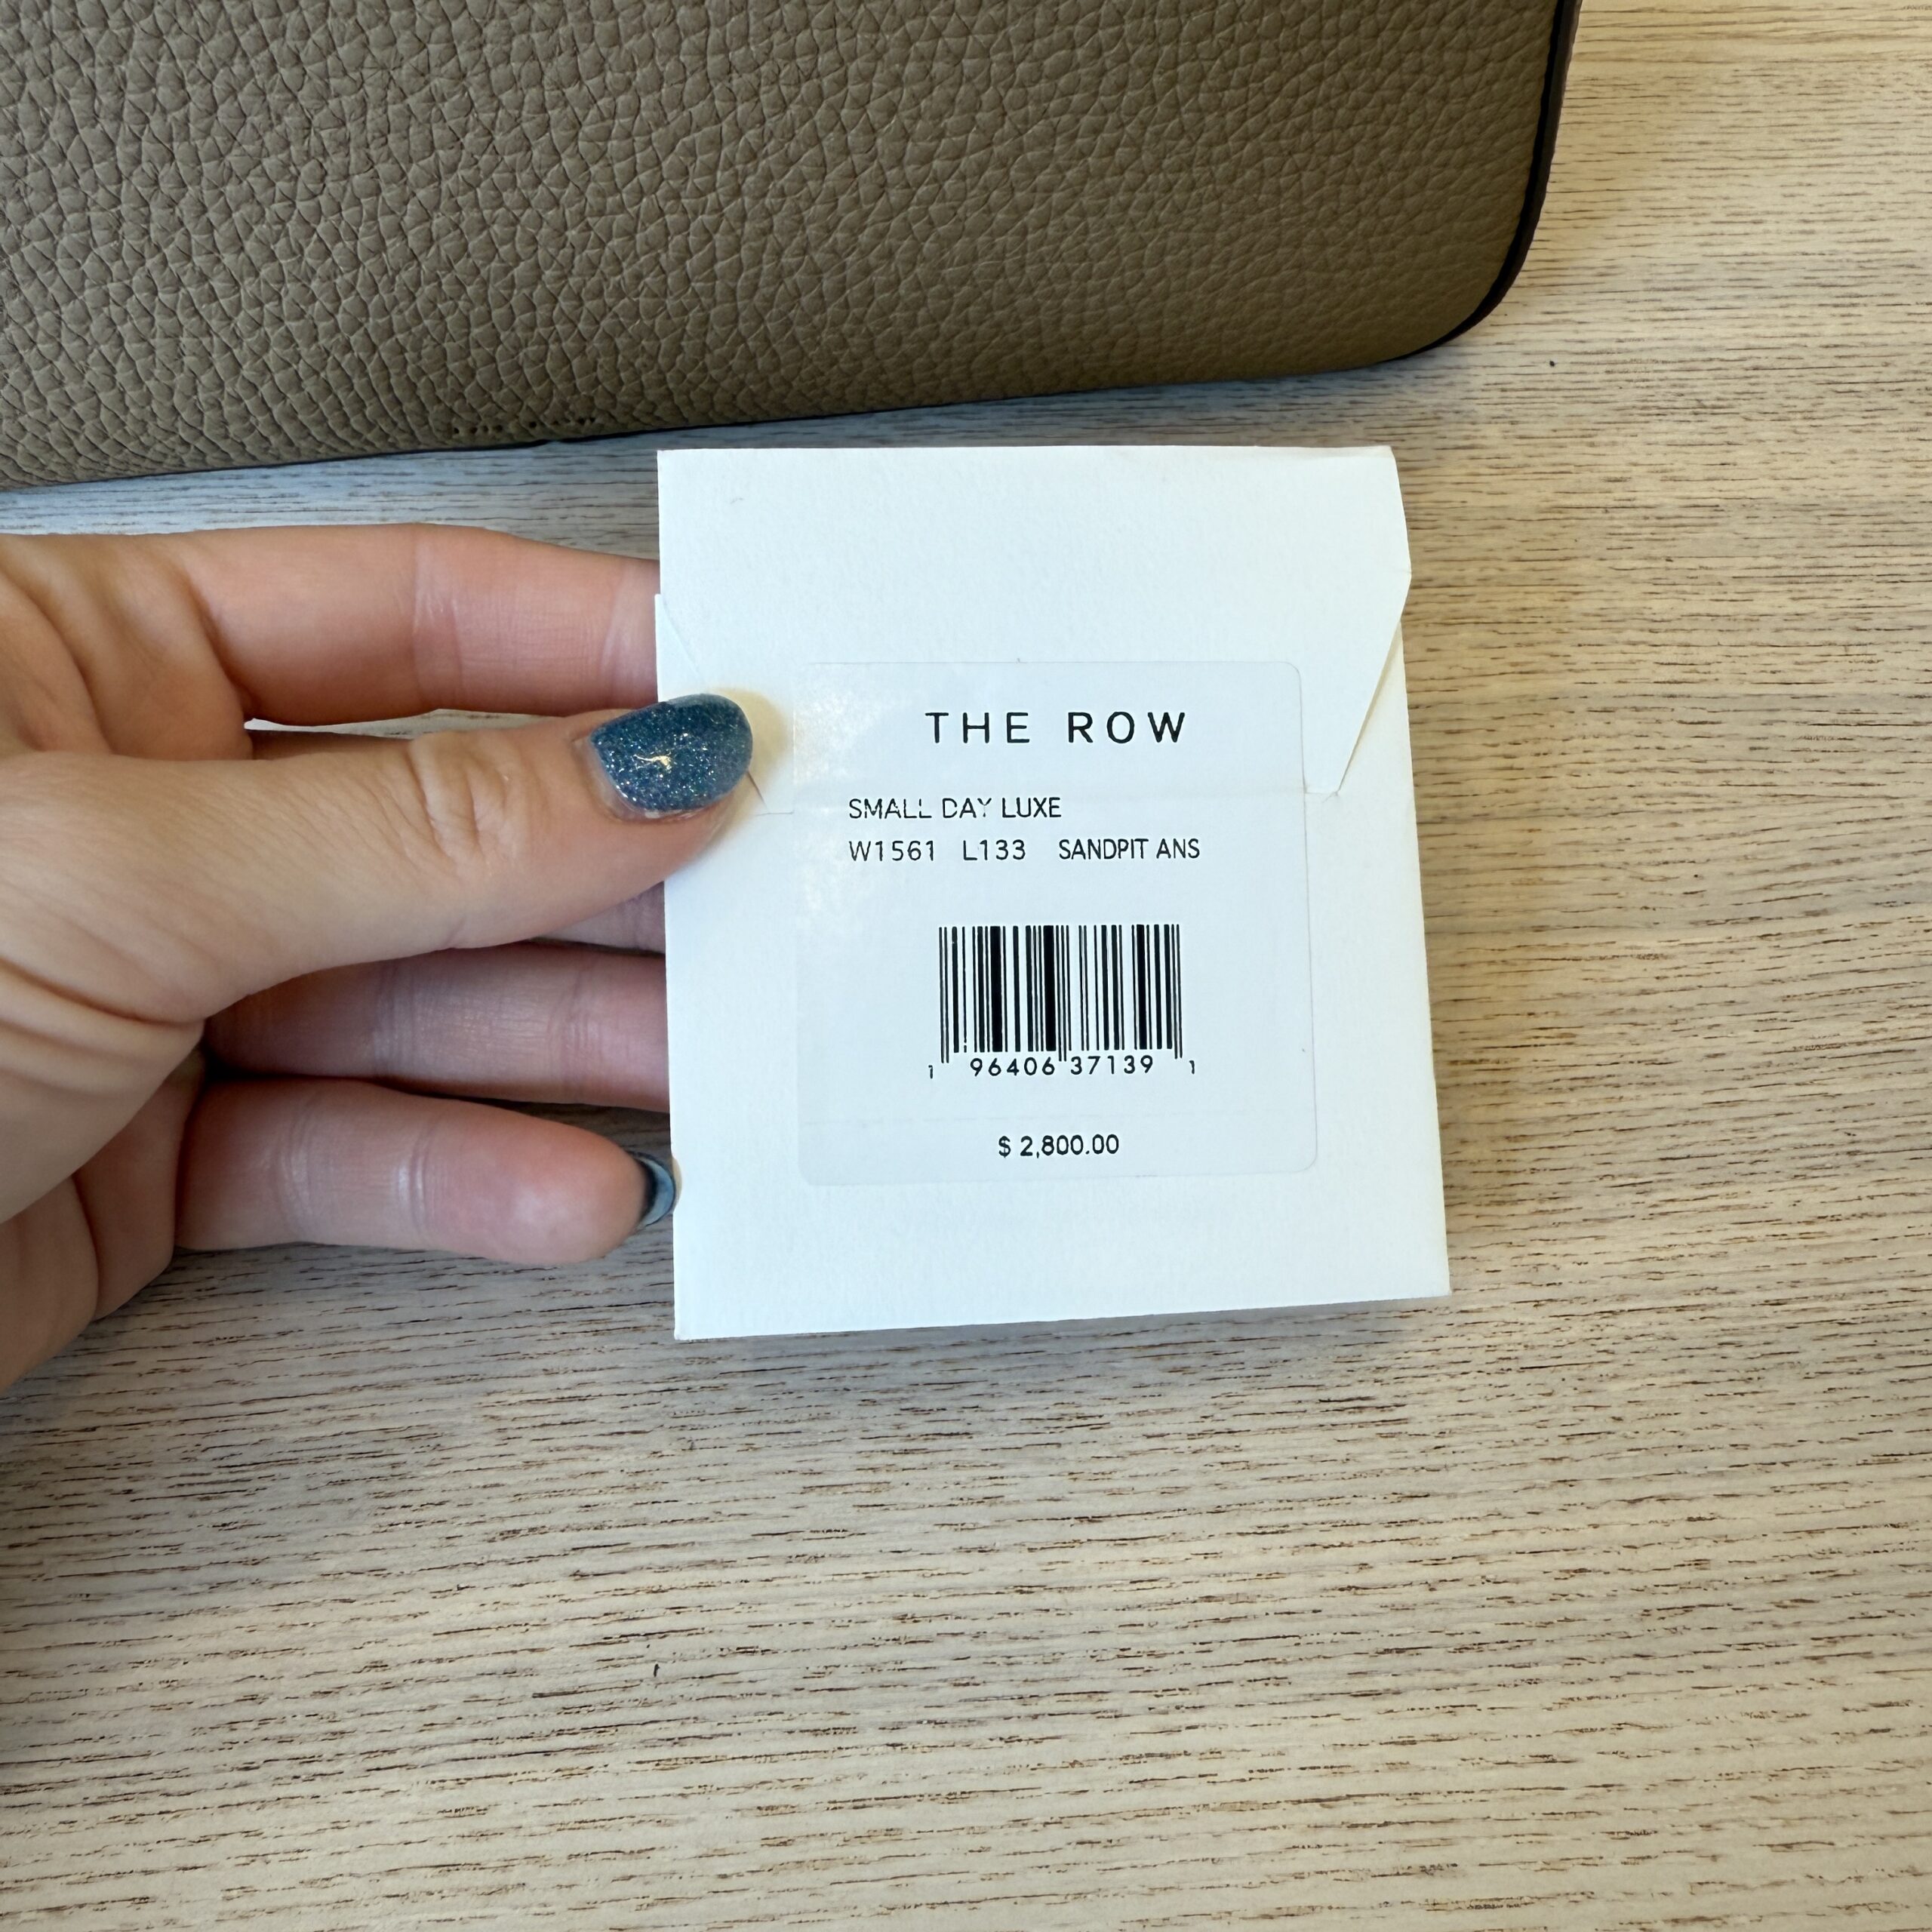 THE ROW
SMALL DAY LUXE
W1561 L133 SANDPIT ANS
1 96406 37139 1
$ 2,800.00